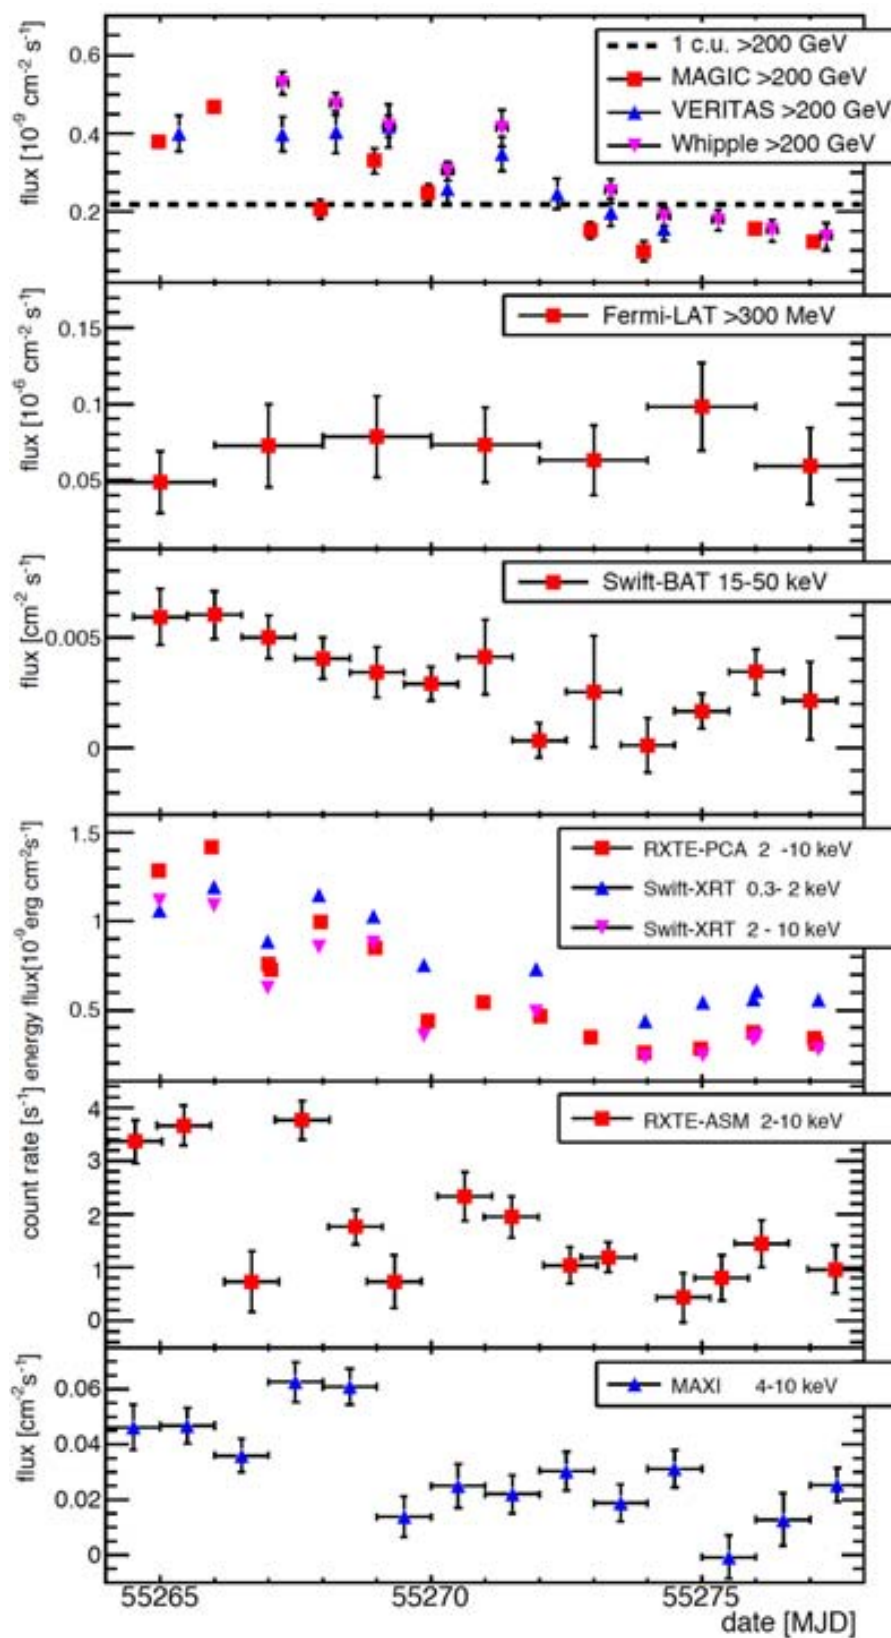 flux [10⁻⁹ cm⁻² s⁻¹]
0.6
0.4
0.2
1 c.u. >200 GeV
MAGIC >200 GeV
VERITAS >200 GeV
Whipple >200 GeV
flux [10⁻⁶ cm⁻² s⁻¹]
0.15
0.1
0.05
Fermi-LAT >300 MeV
flux [cm⁻² s⁻¹]
0.005
0
Swift-BAT 15-50 keV
energy flux[10⁻⁹erg cm⁻²s⁻¹]
1.5
1
0.5
RXTE-PCA 2 -10 keV
Swift-XRT 0.3- 2 keV
Swift-XRT 2 - 10 keV
count rate [s⁻¹]
4
3
2
1
0
RXTE-ASM 2-10 keV
flux [cm⁻²s⁻¹]
0.06
0.04
0.02
0
MAXI 4-10 keV
55265
55270
55275
date [MJD]